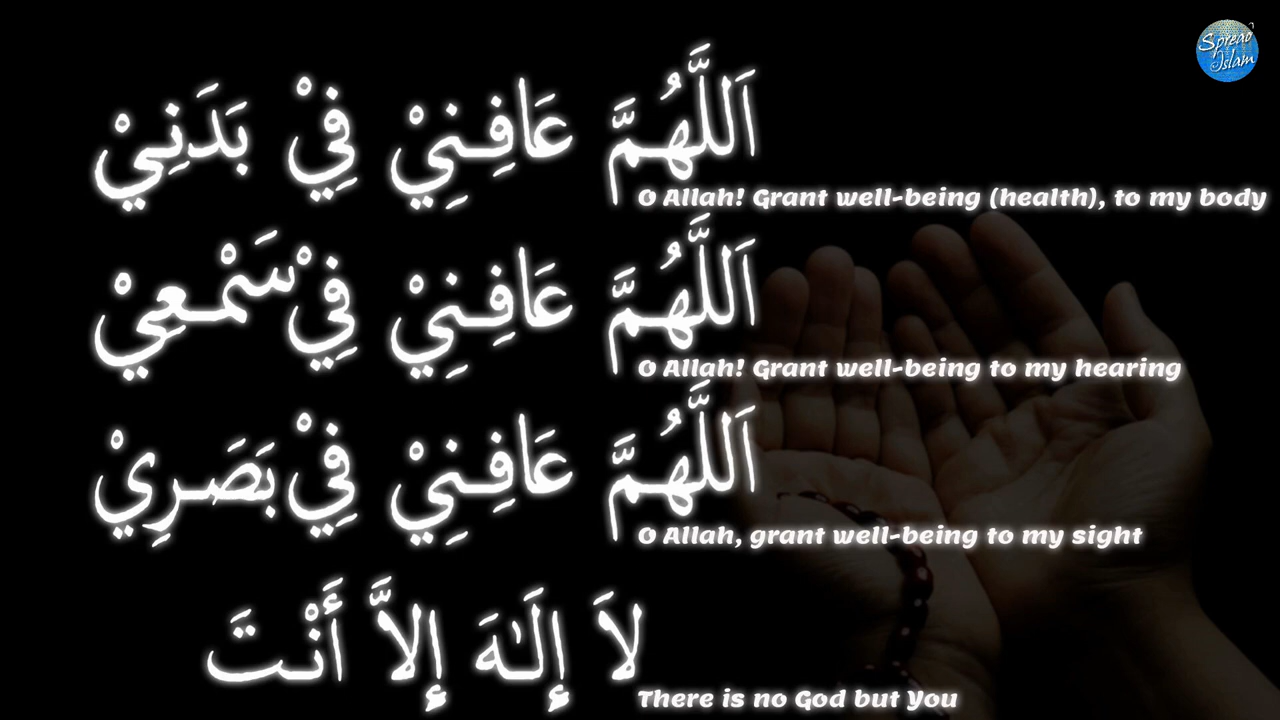 Spread Islam
اَللَّهُمَّ عَافِنِيْ فِيْ بَدَنِيْ
O Allah! Grant well-being (health), to my body
اَللَّهُمَّ عَافِنِيْ فِيْ سَمْعِيْ
O Allah! Grant well-being to my hearing
اَللَّهُمَّ عَافِنِيْ فِيْ بَصَرِيْ
O Allah, grant well-being to my sight
لاَ إِلَـٰهَ إِلاَّ أَنْتَ
There is no God but You